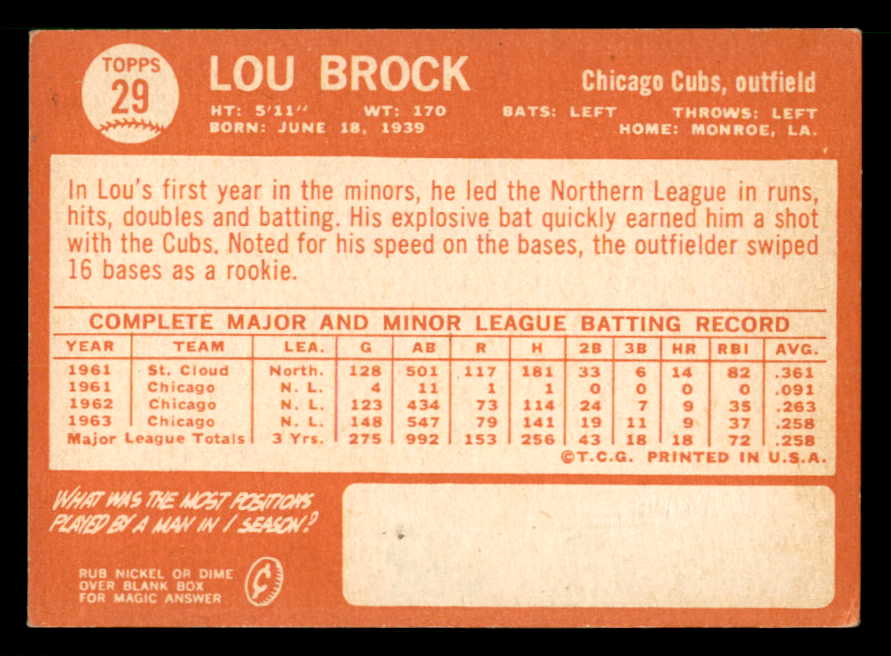 TOPPS
29
LOU BROCK
Chicago Cubs, outfield
HT: 5'11" WT: 170 BATS: LEFT THROWS: LEFT
BORN: JUNE 18, 1939 HOME: MONROE, LA.
In Lou's first year in the minors, he led the Northern League in runs,
hits, doubles and batting. His explosive bat quickly earned him a shot
with the Cubs. Noted for his speed on the bases, the outfielder swiped
16 bases as a rookie.
COMPLETE MAJOR AND MINOR LEAGUE BATTING RECORD
YEAR TEAM LEA. G AB R H 2B 3B HR RBI AVG.
1961 St. Cloud North. 128 501 117 181 33 6 14 82 .361
1961 Chicago N. L. 4 11 1 1 0 0 0 0 .091
1962 Chicago N. L. 123 434 73 114 24 7 9 35 .263
1963 Chicago N. L. 148 547 79 141 19 11 9 37 .258
Major League Totals 3 Yrs. 275 992 153 256 43 18 18 72 .258
©T.C.G. PRINTED IN U.S.A.
WHAT WAS THE MOST POSITIONS
PLAYED BY A MAN IN 1 SEASON?
RUB NICKEL OR DIME
OVER BLANK BOX
FOR MAGIC ANSWER
¢